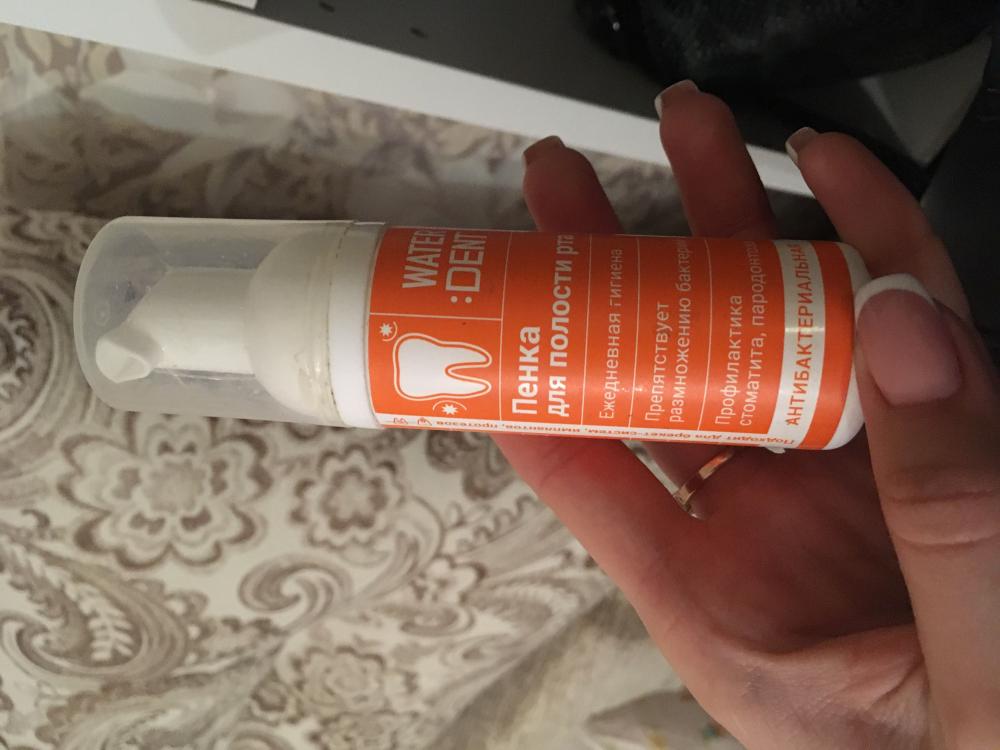 WATER
:DENT
Пенка
для полости рта
Ежедневная гигиена
Препятствует
размножению бактерий
Профилактика
стоматита, пародонтоза
АНТИБАКТЕРИАЛЬНАЯ
Подходит для брекет-систем, имплантов, протезов